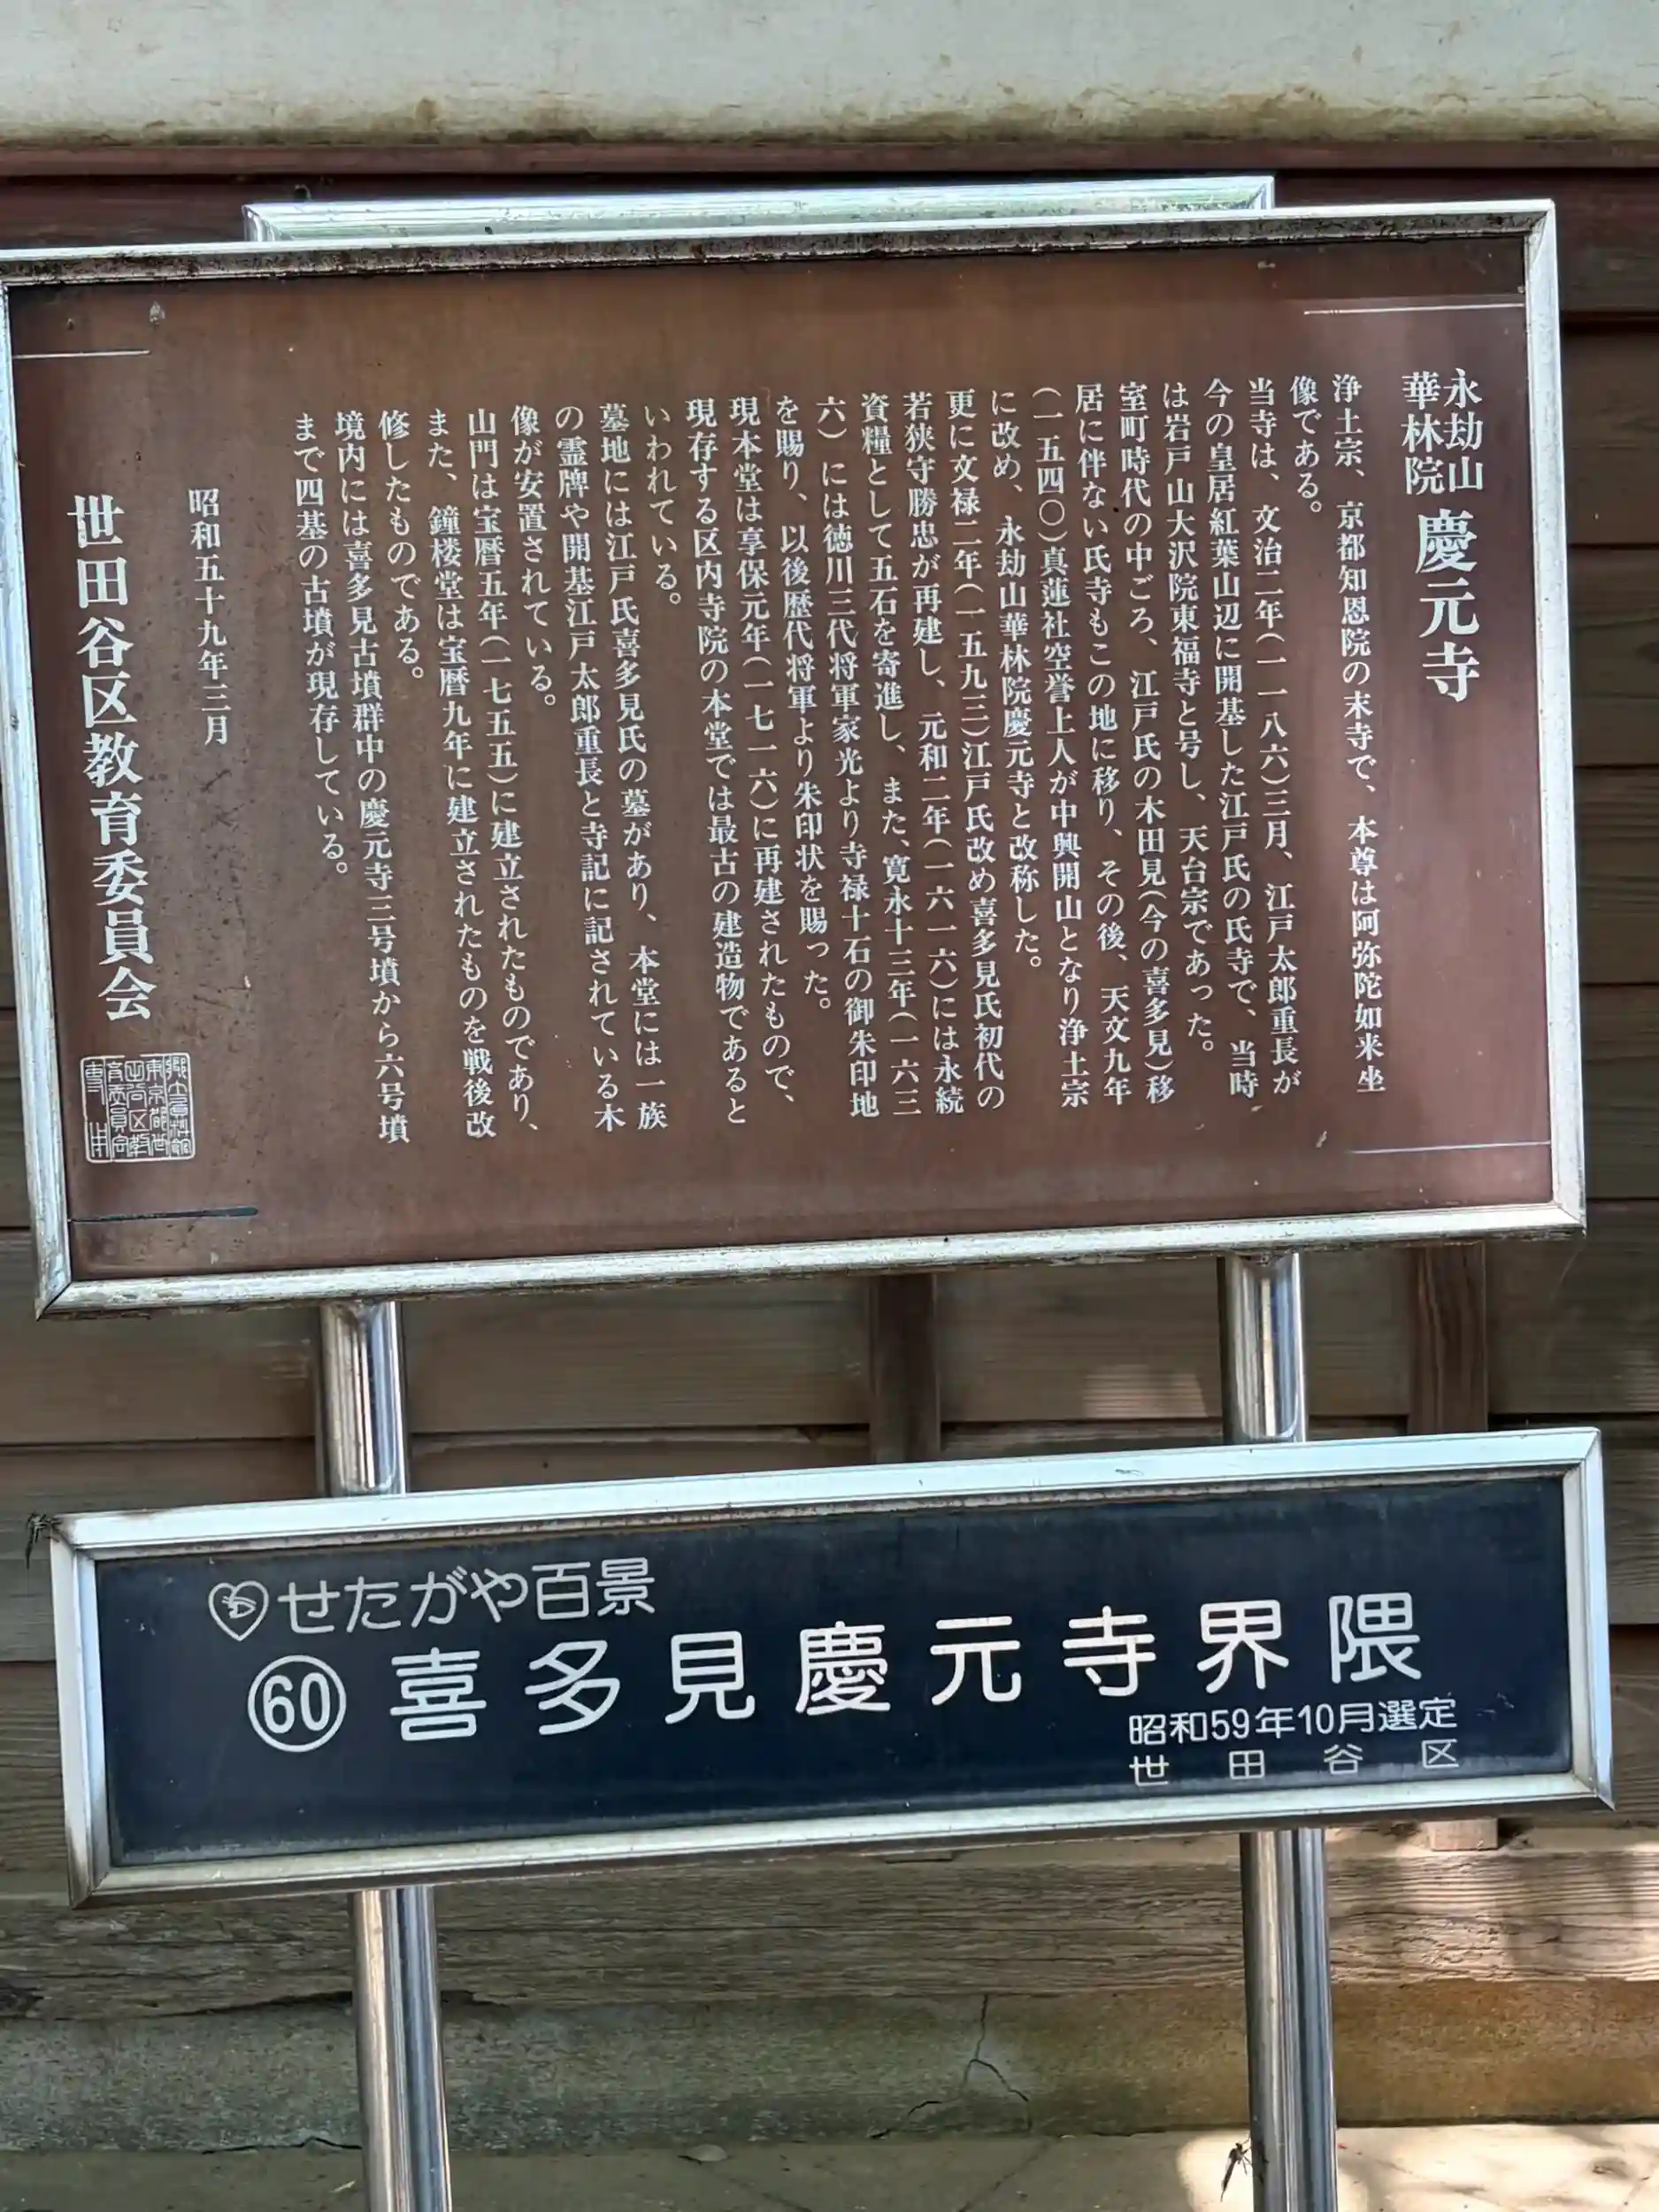 永劫山
華林院
慶元寺
浄土宗、京都知恩院の末寺で、本尊は阿弥陀如来坐
像である。
当寺は、文治二年(一一八六)三月、江戸太郎重長が
今の皇居紅葉山辺に開基した江戸氏の氏寺で、当時
は岩戸山大沢院東福寺と号し、天台宗であった。
室町時代の中ごろ、江戸氏の木田見(今の喜多見)移
居に伴ない氏寺もこの地に移り、その後、天文九年
(一五四〇)真蓮社空誉上人が中興開山となり浄土宗
に改め、永劫山華林院慶元寺と改称した。
更に文禄二年(一五九三)江戸氏改め喜多見氏初代の
若狭守勝忠が再建し、元和二年(一六一六)には永続
資糧として五石を寄進し、また、寛永十三年(一六三
六)には徳川三代将軍家光より寺禄十石の御朱印地
を賜り、以後歴代将軍より朱印状を賜った。
現本堂は享保元年(一七一六)に再建されたもので、
現存する区内寺院の本堂では最古の建造物であると
いわれている。
墓地には江戸氏喜多見氏の墓があり、本堂には一族
の霊牌や開基江戸太郎重長と寺記に記されている木
像が安置されている。
山門は宝暦五年(一七五五)に建立されたものであり、
また、鐘楼堂は宝暦九年に建立されたものを戦後改
修したものである。
境内には喜多見古墳群中の慶元寺三号墳から六号墳
まで四基の古墳が現存している。
昭和五十九年三月
世田谷区教育委員会
せたがや百景
60 喜多見慶元寺界隈
昭和59年10月選定
世田谷区